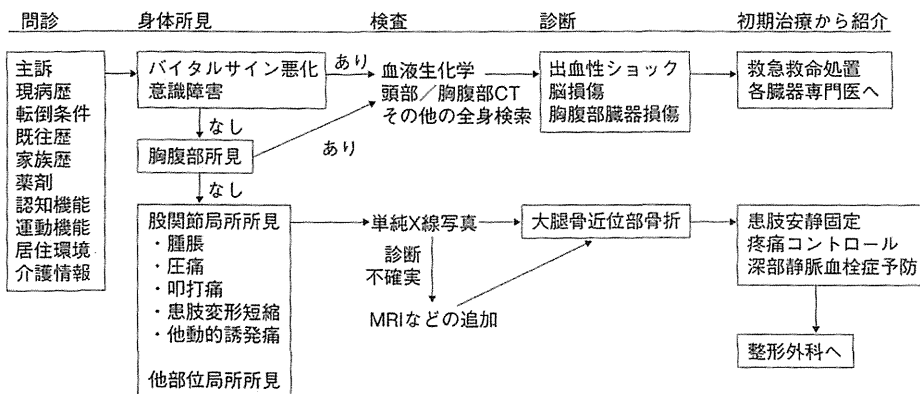 問診
身体所見
検査
診断
初期治療から紹介
主訴
現病歴
転倒条件
既往歴
家族歴
薬剤
認知機能
運動機能
居住環境
介護情報
バイタルサイン悪化
意識障害
あり
なし
胸腹部所見
あり
なし
股関節局所所見
・腫脹
・圧痛
・叩打痛
・患肢変形短縮
・他動的誘発痛
他部位局所所見
血液生化学
頭部/胸腹部CT
その他の全身検索
単純X線写真
診断
不確実
MRIなどの追加
出血性ショック
脳損傷
胸腹部臓器損傷
大腿骨近位部骨折
救急救命処置
各臓器専門医へ
患肢安静固定
疼痛コントロール
深部静脈血栓症予防
整形外科へ